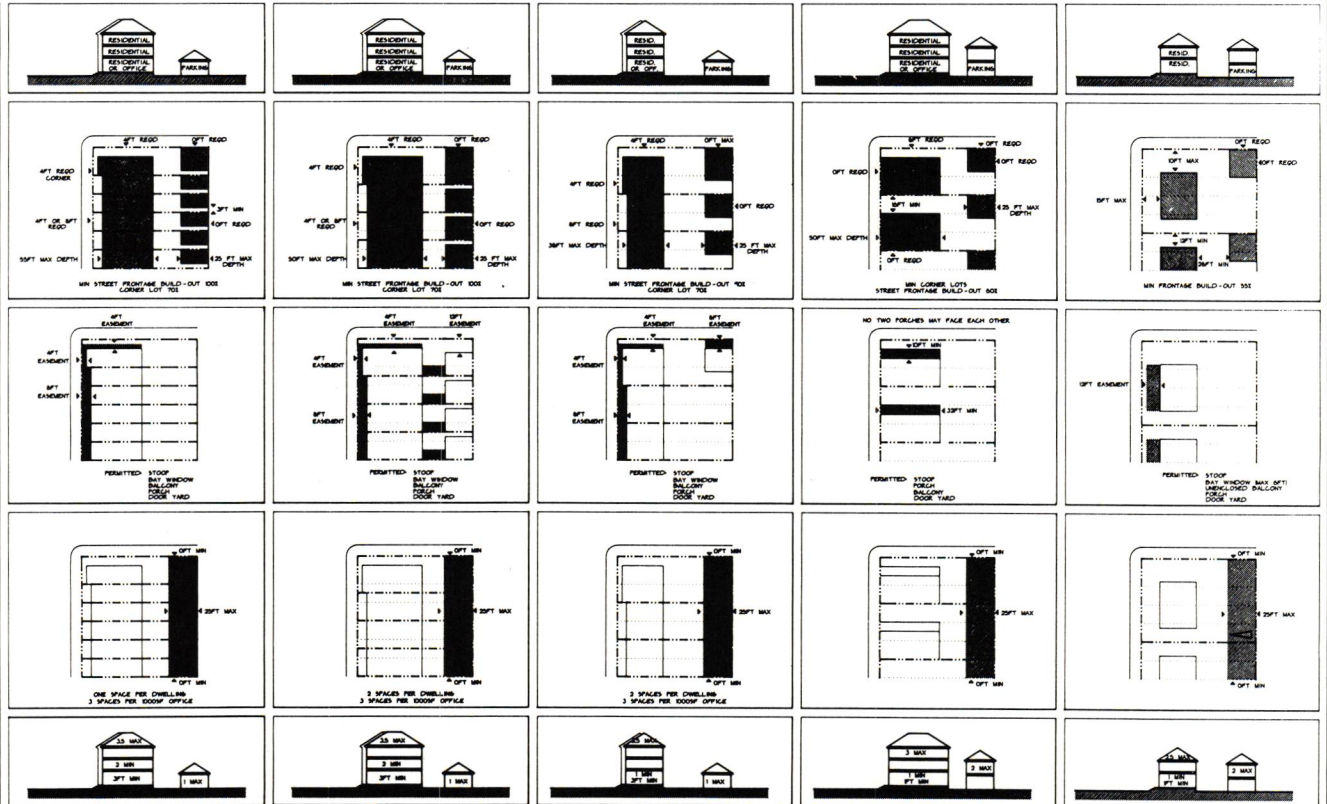 RESIDENTIAL
RESIDENTIAL
RESIDENTIAL
OR OFFICE
PARKING
RESIDENTIAL
RESIDENTIAL
RESIDENTIAL
OR OFFICE
PARKING
RESID.
RESID.
RESID.
OR OFF.
PARKING
RESIDENTIAL
RESIDENTIAL
RESIDENTIAL
OR OFFICE
PARKING
RESID.
RESID.
PARKING
4FT REQD
0FT REQD
4FT REQD
CORNER
3FT MIN
4FT OR 8FT
REQD
0FT REQD
55FT MAX DEPTH
25 FT MAX
DEPTH
MIN STREET FRONTAGE BUILD-OUT 100%
CORNER LOT 70%
4FT REQD
0FT REQD
4FT REQD
4FT OR 8FT
REQD
0FT REQD
50FT MAX DEPTH
25 FT MAX
DEPTH
MIN STREET FRONTAGE BUILD-OUT 100%
CORNER LOT 70%
4FT REQD
0FT MAX
4FT REQD
0FT REQD
8FT REQD
38FT MAX DEPTH
25 FT MAX
DEPTH
MIN STREET FRONTAGE BUILD-OUT 90%
CORNER LOT 70%
0FT REQD
0FT REQD
0FT REQD
25 FT MAX
DEPTH
50FT MAX DEPTH
0FT REQD
MIN CORNER LOTS
STREET FRONTAGE BUILD-OUT 60%
0FT REQD
10FT MAX
0FT REQD
15FT MAX
12FT MIN
MIN FRONTAGE BUILD-OUT 55%
4FT
EASEMENT
4FT
EASEMENT
8FT
EASEMENT
PERMITTED: STOOP
BAY WINDOW
BALCONY
PORCH
DOOR YARD
4FT
EASEMENT
12FT
EASEMENT
4FT
EASEMENT
8FT
EASEMENT
PERMITTED: STOOP
BAY WINDOW
BALCONY
PORCH
DOOR YARD
4FT
EASEMENT
8FT
EASEMENT
4FT
EASEMENT
8FT
EASEMENT
PERMITTED: STOOP
BAY WINDOW
BALCONY
PORCH
DOOR YARD
NO TWO PORCHES MAY FACE EACH OTHER
10FT MIN
32FT MIN
PERMITTED: STOOP
PORCH
BALCONY
DOOR YARD
12FT EASEMENT
PERMITTED: STOOP
BAY WINDOW (MAX 6FT)
UNENCLOSED BALCONY
PORCH
DOOR YARD
0FT MIN
25FT MAX
0FT MIN
ONE SPACE PER DWELLING
3 SPACES PER 1000SF OFFICE
0FT MIN
25FT MAX
0FT MIN
2 SPACES PER DWELLING
3 SPACES PER 1000SF OFFICE
0FT MIN
25FT MAX
0FT MIN
2 SPACES PER DWELLING
3 SPACES PER 1000SF OFFICE
0FT MIN
25FT MAX
0FT MIN
0FT MIN
25FT MAX
0FT MIN
3.5 MAX
2 MIN
3FT MIN
1 MAX
3.5 MAX
2 MIN
3FT MIN
1 MAX
1 MIN
3FT MIN
1 MAX
3 MAX
1 MIN
1FT MIN
2 MAX
1 MIN
1FT MIN
2 MAX